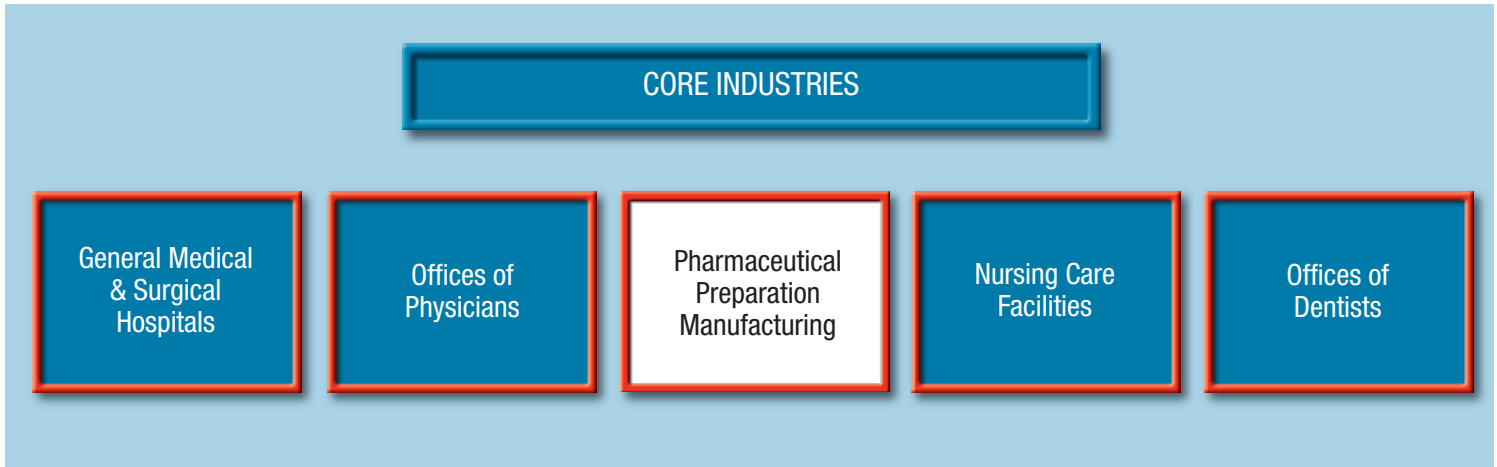 CORE INDUSTRIES
General Medical
& Surgical
Hospitals
Offices of
Physicians
Pharmaceutical
Preparation
Manufacturing
Nursing Care
Facilities
Offices of
Dentists